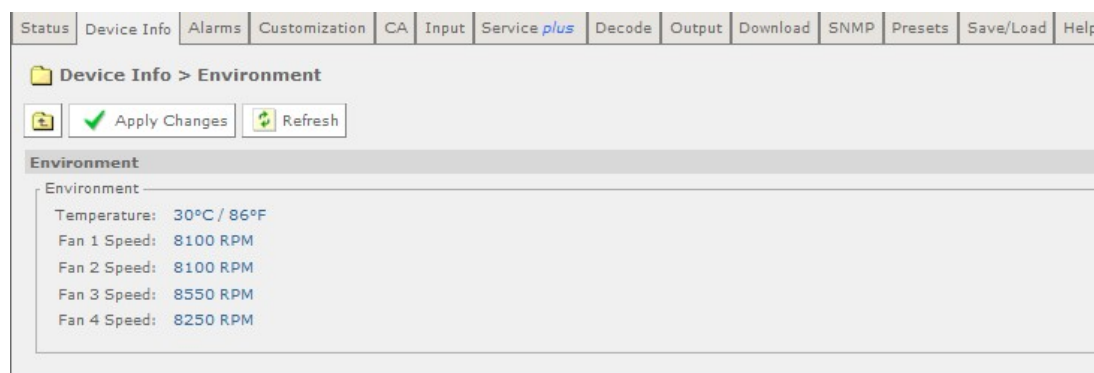 Status Device Info Alarms Customization CA Input Service plus Decode Output Download SNMP Presets Save/Load Help
Device Info > Environment
Apply Changes Refresh
Environment
Environment
Temperature: 30°C / 86°F
Fan 1 Speed: 8100 RPM
Fan 2 Speed: 8100 RPM
Fan 3 Speed: 8550 RPM
Fan 4 Speed: 8250 RPM